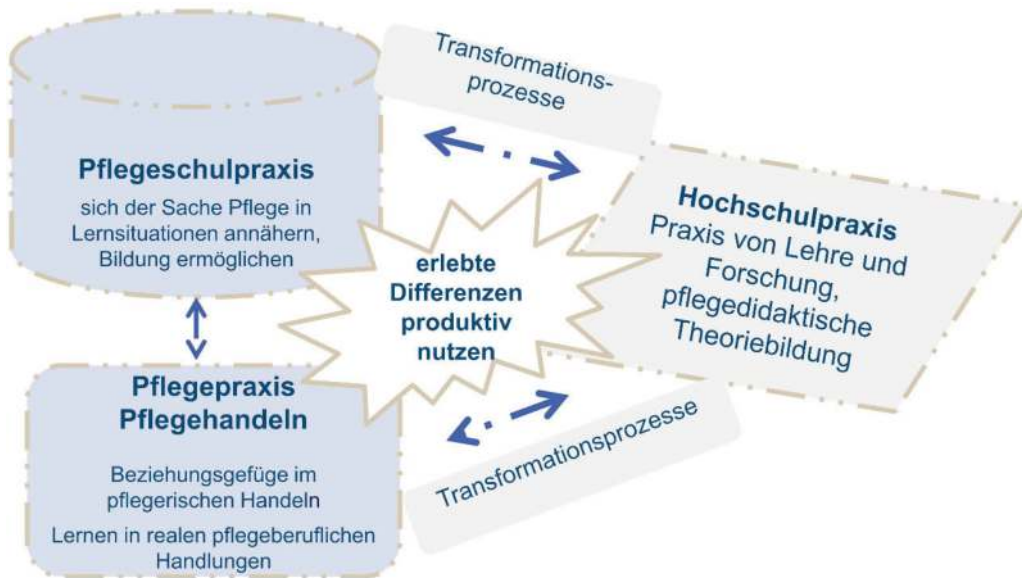 Transformations-
prozesse
Pflegeschulpraxis
sich der Sache Pflege in
Lernsituationen annähern,
Bildung ermöglichen
Hochschulpraxis
Praxis von Lehre und
Forschung,
pflegedidaktische
Theoriebildung
erlebte
Differenzen
produktiv
nutzen
Pflegepraxis
Pflegehandeln
Beziehungsgefüge im
pflegerischen Handeln
Lernen in realen pflegeberuflichen
Handlungen
Transformationsprozesse